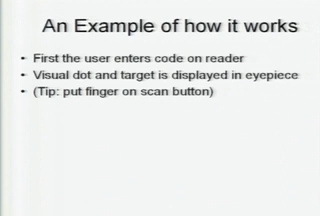 An Example of how it works
• First the user enters code on reader
• Visual dot and target is displayed in eyepiece
• (Tip: put finger on scan button)